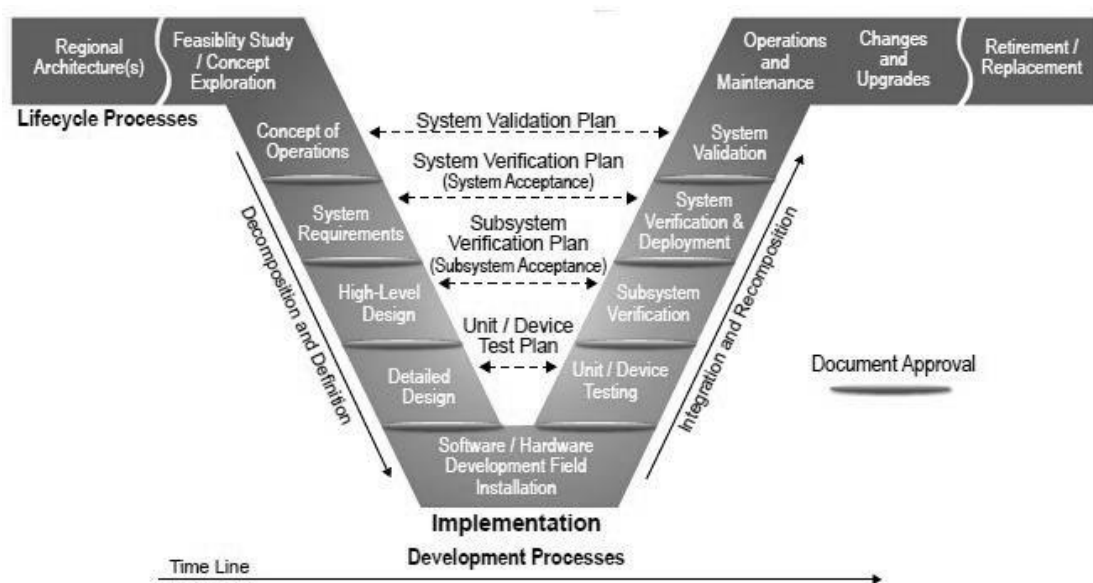 Regional
Architecture(s)
Feasiblity Study
/ Concept
Exploration
Operations
and
Maintenance
Changes
and
Upgrades
Retirement /
Replacement
Lifecycle Processes
Concept of
Operations
System Validation Plan
System
Validation
System Verification Plan
(System Acceptance)
System
Requirements
System
Verification &
Deployment
Subsystem
Verification Plan
(Subsystem Acceptance)
High-Level
Design
Subsystem
Verification
Unit / Device
Test Plan
Detailed
Design
Unit / Device
Testing
Decomposition and Definition
Integration and Recomposition
Document Approval
Software / Hardware
Development Field
Installation
Implementation
Development Processes
Time Line